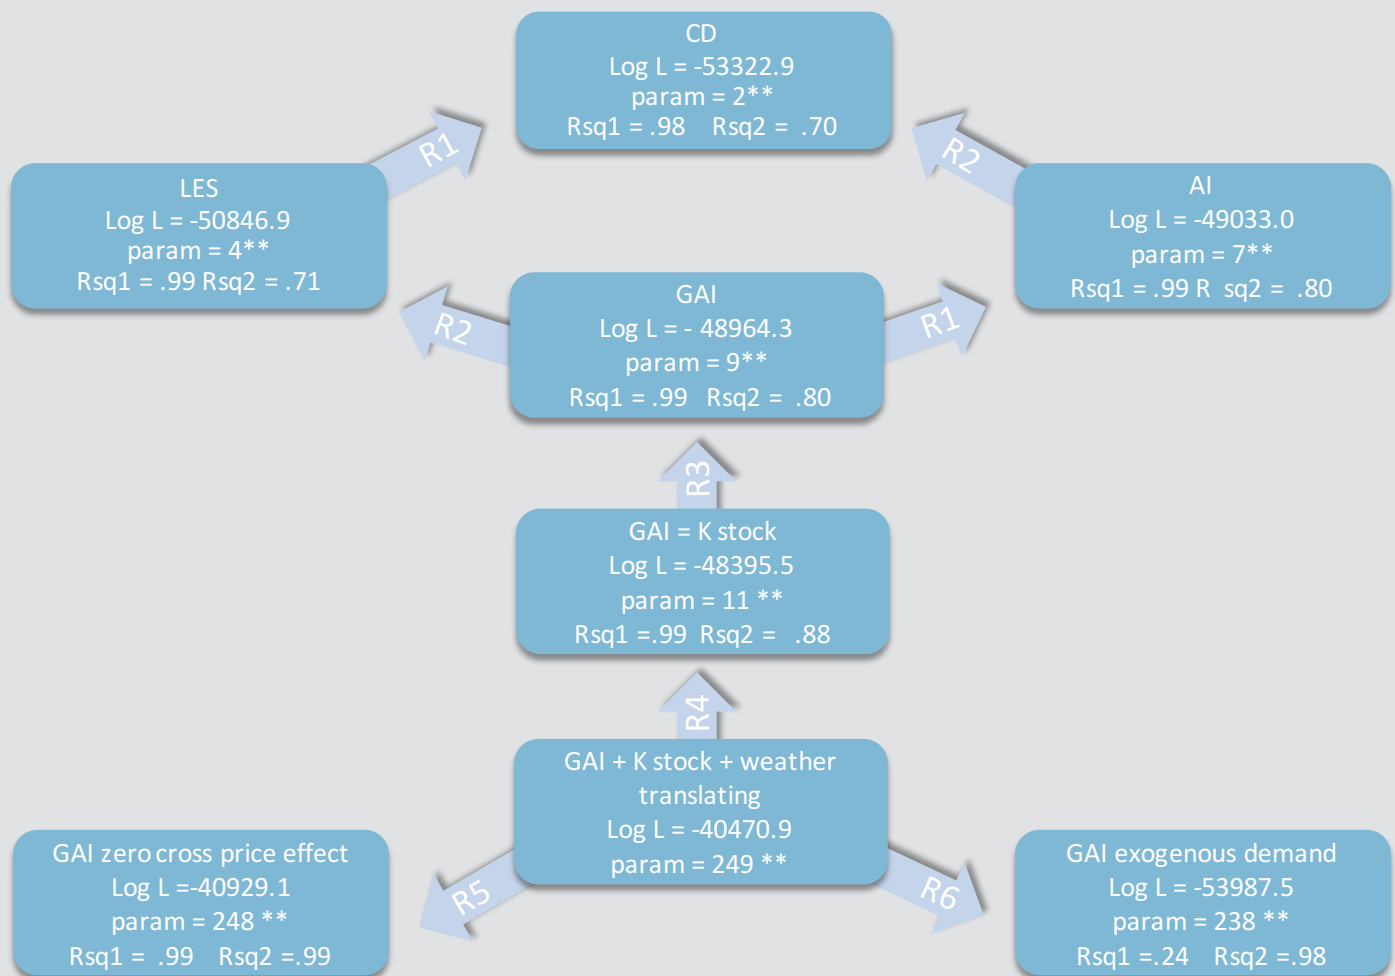 CD
Log L = -53322.9
param = 2**
Rsq1 = .98 Rsq2 = .70
R1
R2
LES
Log L = -50846.9
param = 4**
Rsq1 = .99 Rsq2 = .71
AI
Log L = -49033.0
param = 7**
Rsq1 = .99 R sq2 = .80
R2
GAI
Log L = - 48964.3
param = 9**
Rsq1 = .99 Rsq2 = .80
R1
R3
GAI = K stock
Log L = -48395.5
param = 11 **
Rsq1 =.99 Rsq2 = .88
R4
GAI + K stock + weather
translating
Log L = -40470.9
param = 249 **
R5
R6
GAI zero cross price effect
Log L =-40929.1
param = 248 **
Rsq1 = .99 Rsq2 =.99
GAI exogenous demand
Log L = -53987.5
param = 238 **
Rsq1 =.24 Rsq2 =.98